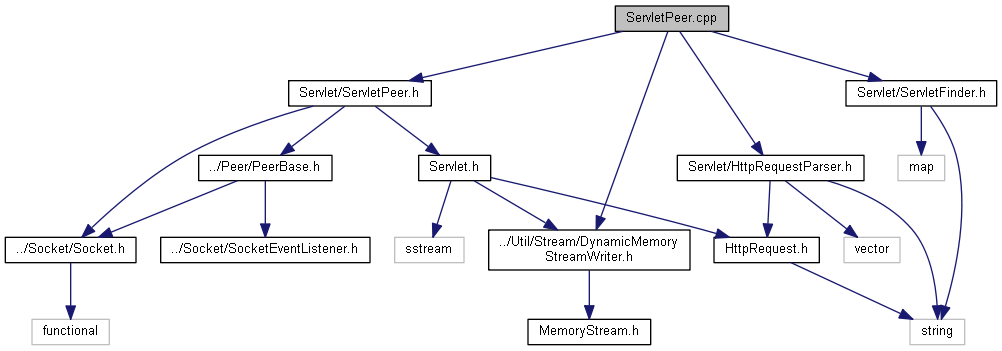 ServletPeer.cpp
Servlet/ServletPeer.h
Servlet/ServletFinder.h
../Peer/PeerBase.h
Servlet.h
Servlet/HttpRequestParser.h
map
../Socket/Socket.h
../Socket/SocketEventListener.h
sstream
../Util/Stream/DynamicMemory
StreamWriter.h
HttpRequest.h
vector
functional
MemoryStream.h
string